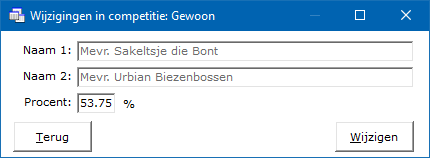 Wijzigingen in competitie: Gewoon
Naam 1: Mevr. Sakeltsje die Bont
Naam 2: Mevr. Urbian Biezenbossen
Procent: 53.75 %
Terug Wijzigen